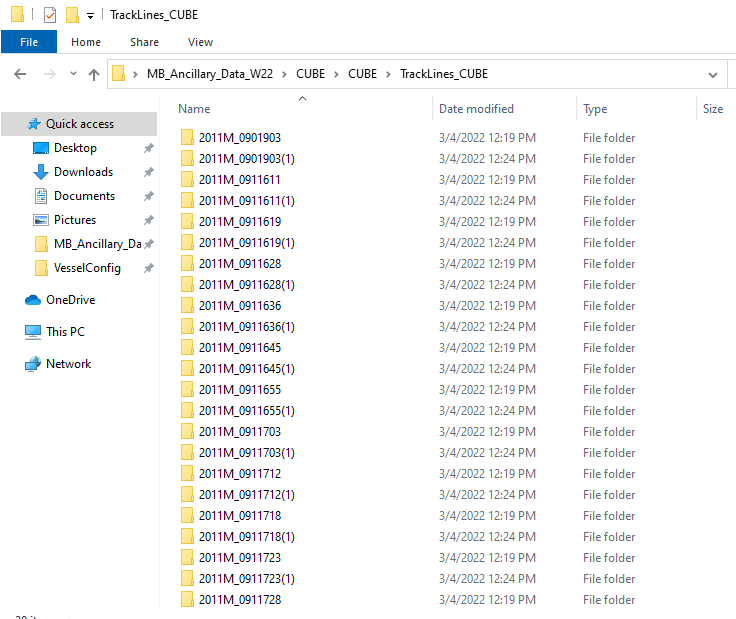 TrackLines_CUBE
File Home Share View
MB_Ancillary_Data_W22 CUBE CUBE TrackLines_CUBE
Name Date modified Type Size
Quick access
Desktop
Downloads
Documents
Pictures
MB_Ancillary_Da
VesselConfig
OneDrive
This PC
Network
2011M_0901903 3/4/2022 12:19 PM File folder
2011M_0901903(1) 3/4/2022 12:24 PM File folder
2011M_0911611 3/4/2022 12:19 PM File folder
2011M_0911611(1) 3/4/2022 12:24 PM File folder
2011M_0911619 3/4/2022 12:19 PM File folder
2011M_0911619(1) 3/4/2022 12:24 PM File folder
2011M_0911628 3/4/2022 12:19 PM File folder
2011M_0911628(1) 3/4/2022 12:24 PM File folder
2011M_0911636 3/4/2022 12:19 PM File folder
2011M_0911636(1) 3/4/2022 12:24 PM File folder
2011M_0911645 3/4/2022 12:19 PM File folder
2011M_0911645(1) 3/4/2022 12:24 PM File folder
2011M_0911655 3/4/2022 12:19 PM File folder
2011M_0911655(1) 3/4/2022 12:24 PM File folder
2011M_0911703 3/4/2022 12:19 PM File folder
2011M_0911703(1) 3/4/2022 12:24 PM File folder
2011M_0911712 3/4/2022 12:19 PM File folder
2011M_0911712(1) 3/4/2022 12:24 PM File folder
2011M_0911718 3/4/2022 12:19 PM File folder
2011M_0911718(1) 3/4/2022 12:24 PM File folder
2011M_0911723 3/4/2022 12:19 PM File folder
2011M_0911723(1) 3/4/2022 12:24 PM File folder
2011M_0911728 3/4/2022 12:19 PM File folder